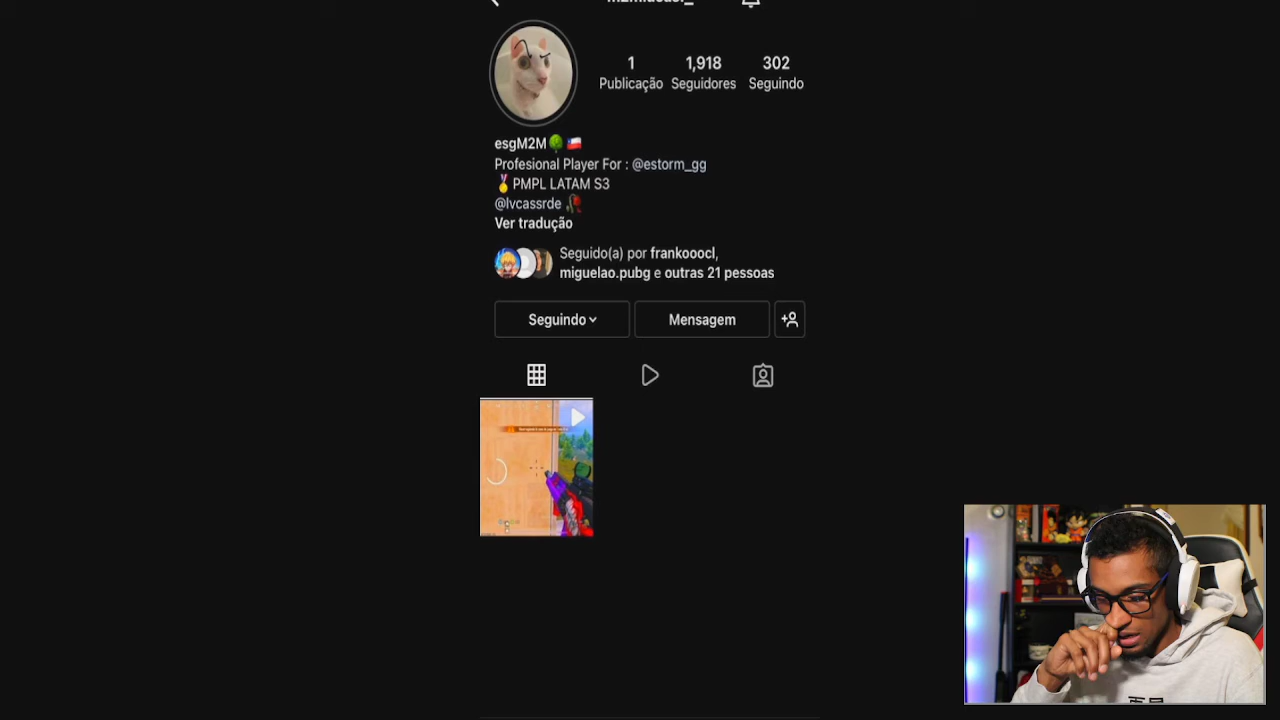 1
Publicação
1,918
Seguidores
302
Seguindo
esgM2M🌳🇨🇱
Profesional Player For : @estorm_gg
🏅PMPL LATAM S3
@lvcassrde 🥀
Ver tradução
Seguido(a) por frankooocl,
miguelao.pubg e outras 21 pessoas
Seguindo
Mensagem